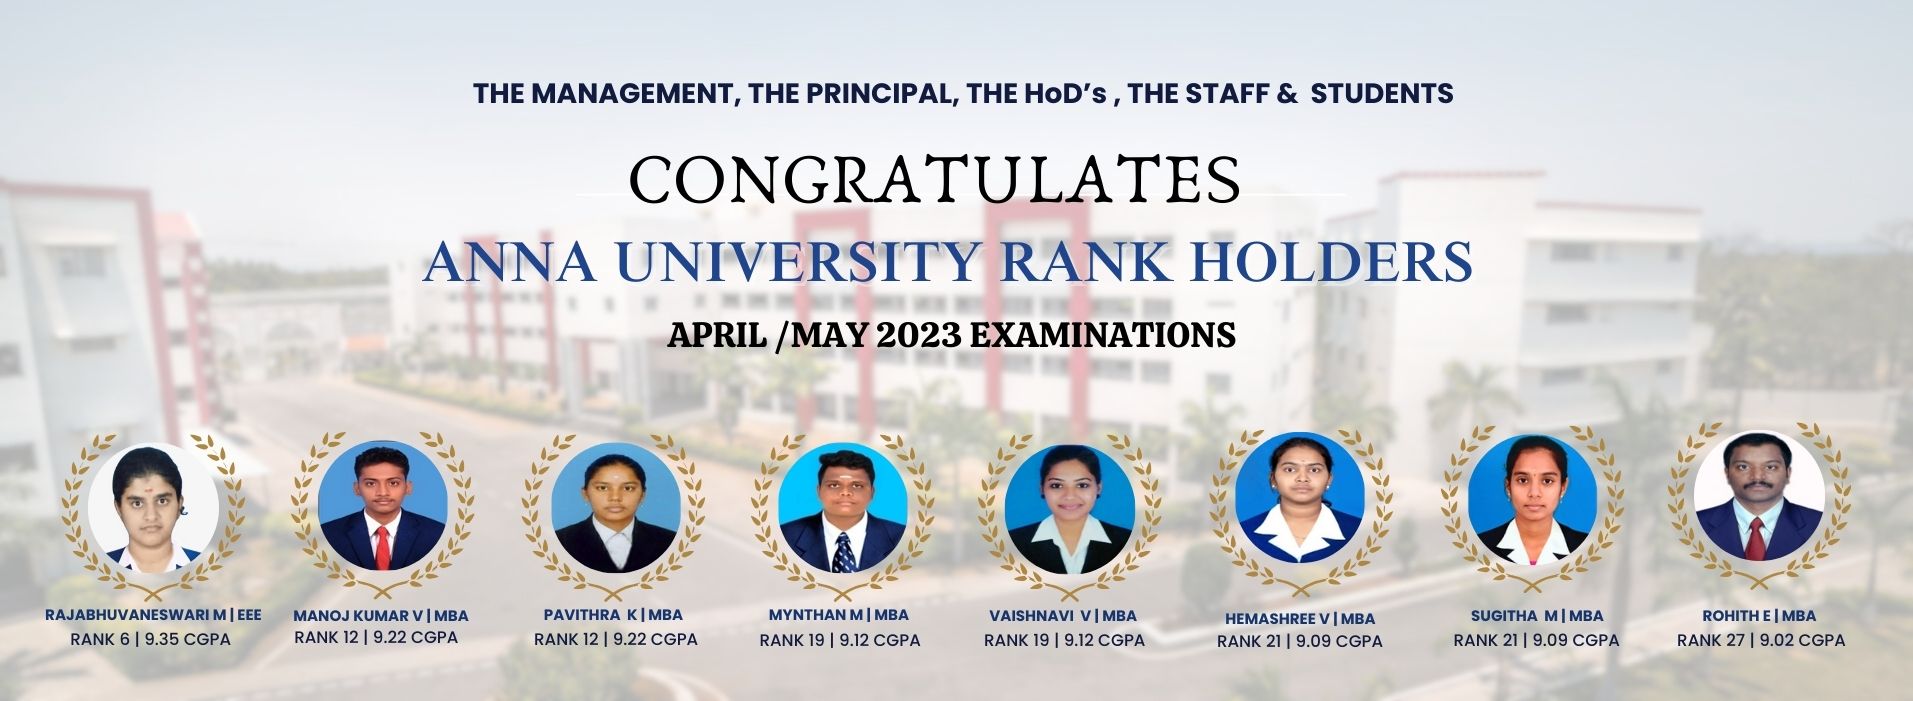 THE MANAGEMENT, THE PRINCIPAL, THE HoD's , THE STAFF & STUDENTS
CONGRATULATES
ANNA UNIVERSITY RANK HOLDERS
APRIL /MAY 2023 EXAMINATIONS
RAJABHUVANESWARI M | EEE
RANK 6 | 9.35 CGPA
MANOJ KUMAR V | MBA
RANK 12 | 9.22 CGPA
PAVITHRA K | MBA
RANK 12 | 9.22 CGPA
MYNTHAN M | MBA
RANK 19 | 9.12 CGPA
VAISHNAVI V | MBA
RANK 19 | 9.12 CGPA
HEMASHREE V | MBA
RANK 21 | 9.09 CGPA
SUGITHA M | MBA
RANK 21 | 9.09 CGPA
ROHITH E | MBA
RANK 27 | 9.02 CGPA